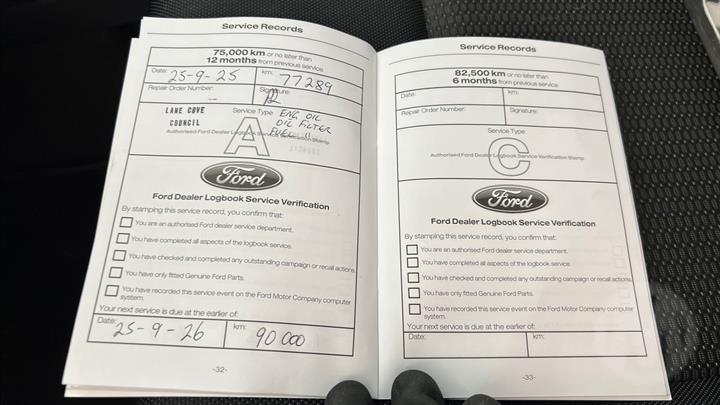 Service Records
75,000 km or no later than
12 months from previous service
Date: 25-9-25 km: 77289
Repair Order Number: Signature:
LANE COVE
COUNCIL
Service Type ENG OIL
OIL FILTER
FUEL "
Authorised Ford Dealer Logbook Service Verification Stamp
A
Ford
Ford Dealer Logbook Service Verification
By stamping this service record, you confirm that:
You are an authorised Ford dealer service department.
You have completed all aspects of the logbook service.
You have checked and completed any outstanding campaign or recall actions.
You have only fitted Genuine Ford Parts.
You have recorded this service event on the Ford Motor Company computer
system.
Your next service is due at the earlier of:
Date: 25-9-26 km: 90 000
-32-
Service Records
82,500 km or no later than
6 months from previous service
Date: km:
Repair Order Number: Signature:
Service Type
Authorised Ford Dealer Logbook Service Verification Stamp
C
Ford
Ford Dealer Logbook Service Verification
By stamping this service record, you confirm that:
You are an authorised Ford dealer service department.
You have completed all aspects of the logbook service.
You have checked and completed any outstanding campaign or recall actions.
You have only fitted Genuine Ford Parts.
You have recorded this service event on the Ford Motor Company computer
system.
Your next service is due at the earlier of:
Date: km:
-33-